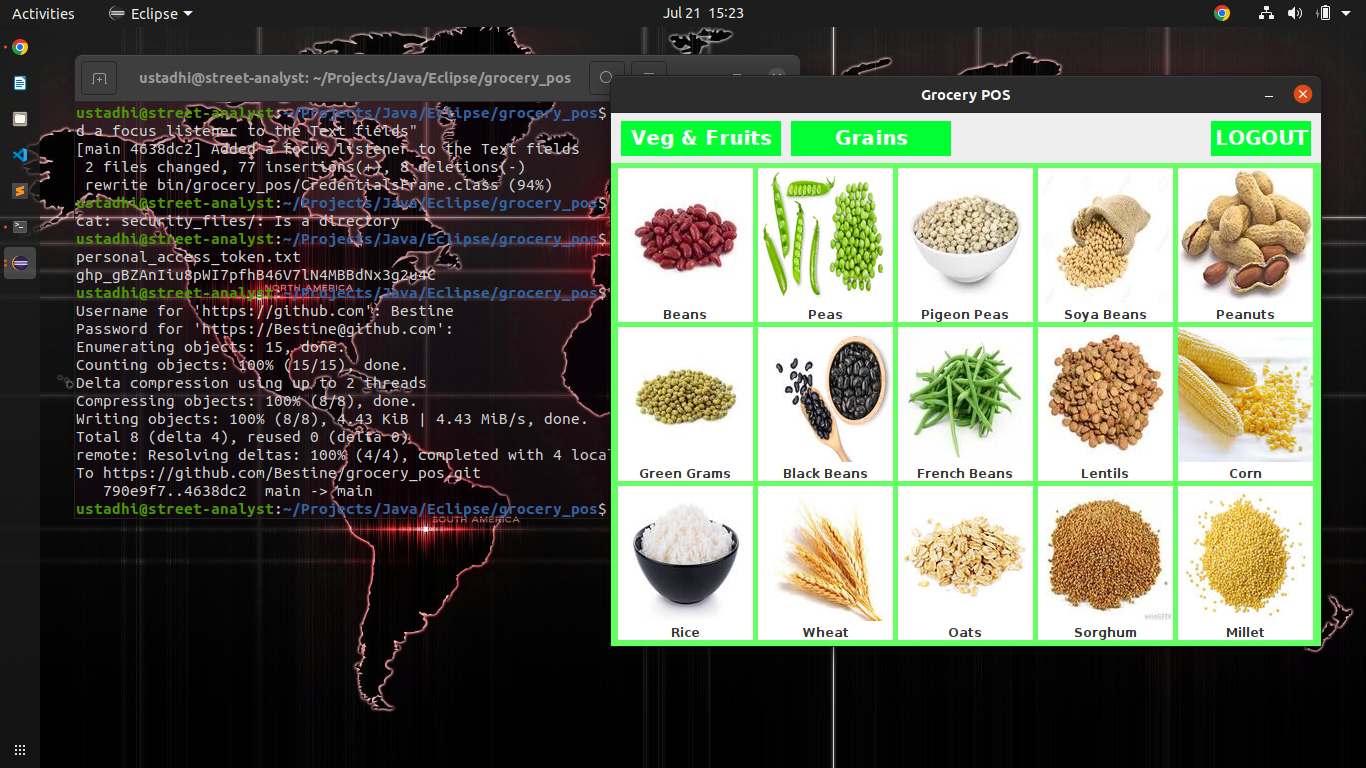 Activities
Eclipse
Jul 21 15:23
ustadhi@street-analyst: ~/Projects/Java/Eclipse/grocery_pos
ustadhi@street-analyst:~/Projects/Java/Eclipse/grocery_pos$
d a focus listener to the Text fields"
[main 4638dc2] Added a focus listener to the Text fields
2 files changed, 77 insertions(+), 8 deletions(-)
rewrite bin/grocery_pos/CredentialsFrame.class (94%)
ustadhi@street-analyst:~/Projects/Java/Eclipse/grocery_pos$
cat: security_files/: Is a directory
ustadhi@street-analyst:~/Projects/Java/Eclipse/grocery_pos$
personal_access_token.txt
ustadhi@street-analyst:~/Projects/Java/Eclipse/grocery_pos$
Username for 'https://github.com': Bestine
Password for 'https://Bestine@github.com':
Enumerating objects: 15, done.
Counting objects: 100% (15/15), done.
Delta compression using up to 2 threads
Compressing objects: 100% (8/8), done.
Writing objects: 100% (8/8), 4.43 KiB | 4.43 MiB/s, done.
Total 8 (delta 4), reused 0 (delta 0)
remote: Resolving deltas: 100% (4/4), completed with 4 local
To https://github.com/Bestine/grocery_pos.git
790e9f7..4638dc2 main -> main
ustadhi@street-analyst:~/Projects/Java/Eclipse/grocery_pos$
NORTH AMERICA
SOUTH AMERICA
Grocery POS
Veg & Fruits
Grains
LOGOUT
Beans
Peas
Pigeon Peas
Soya Beans
Peanuts
Green Grams
Black Beans
French Beans
Lentils
Corn
Rice
Wheat
Oats
Sorghum
Millet
wiseGEEK